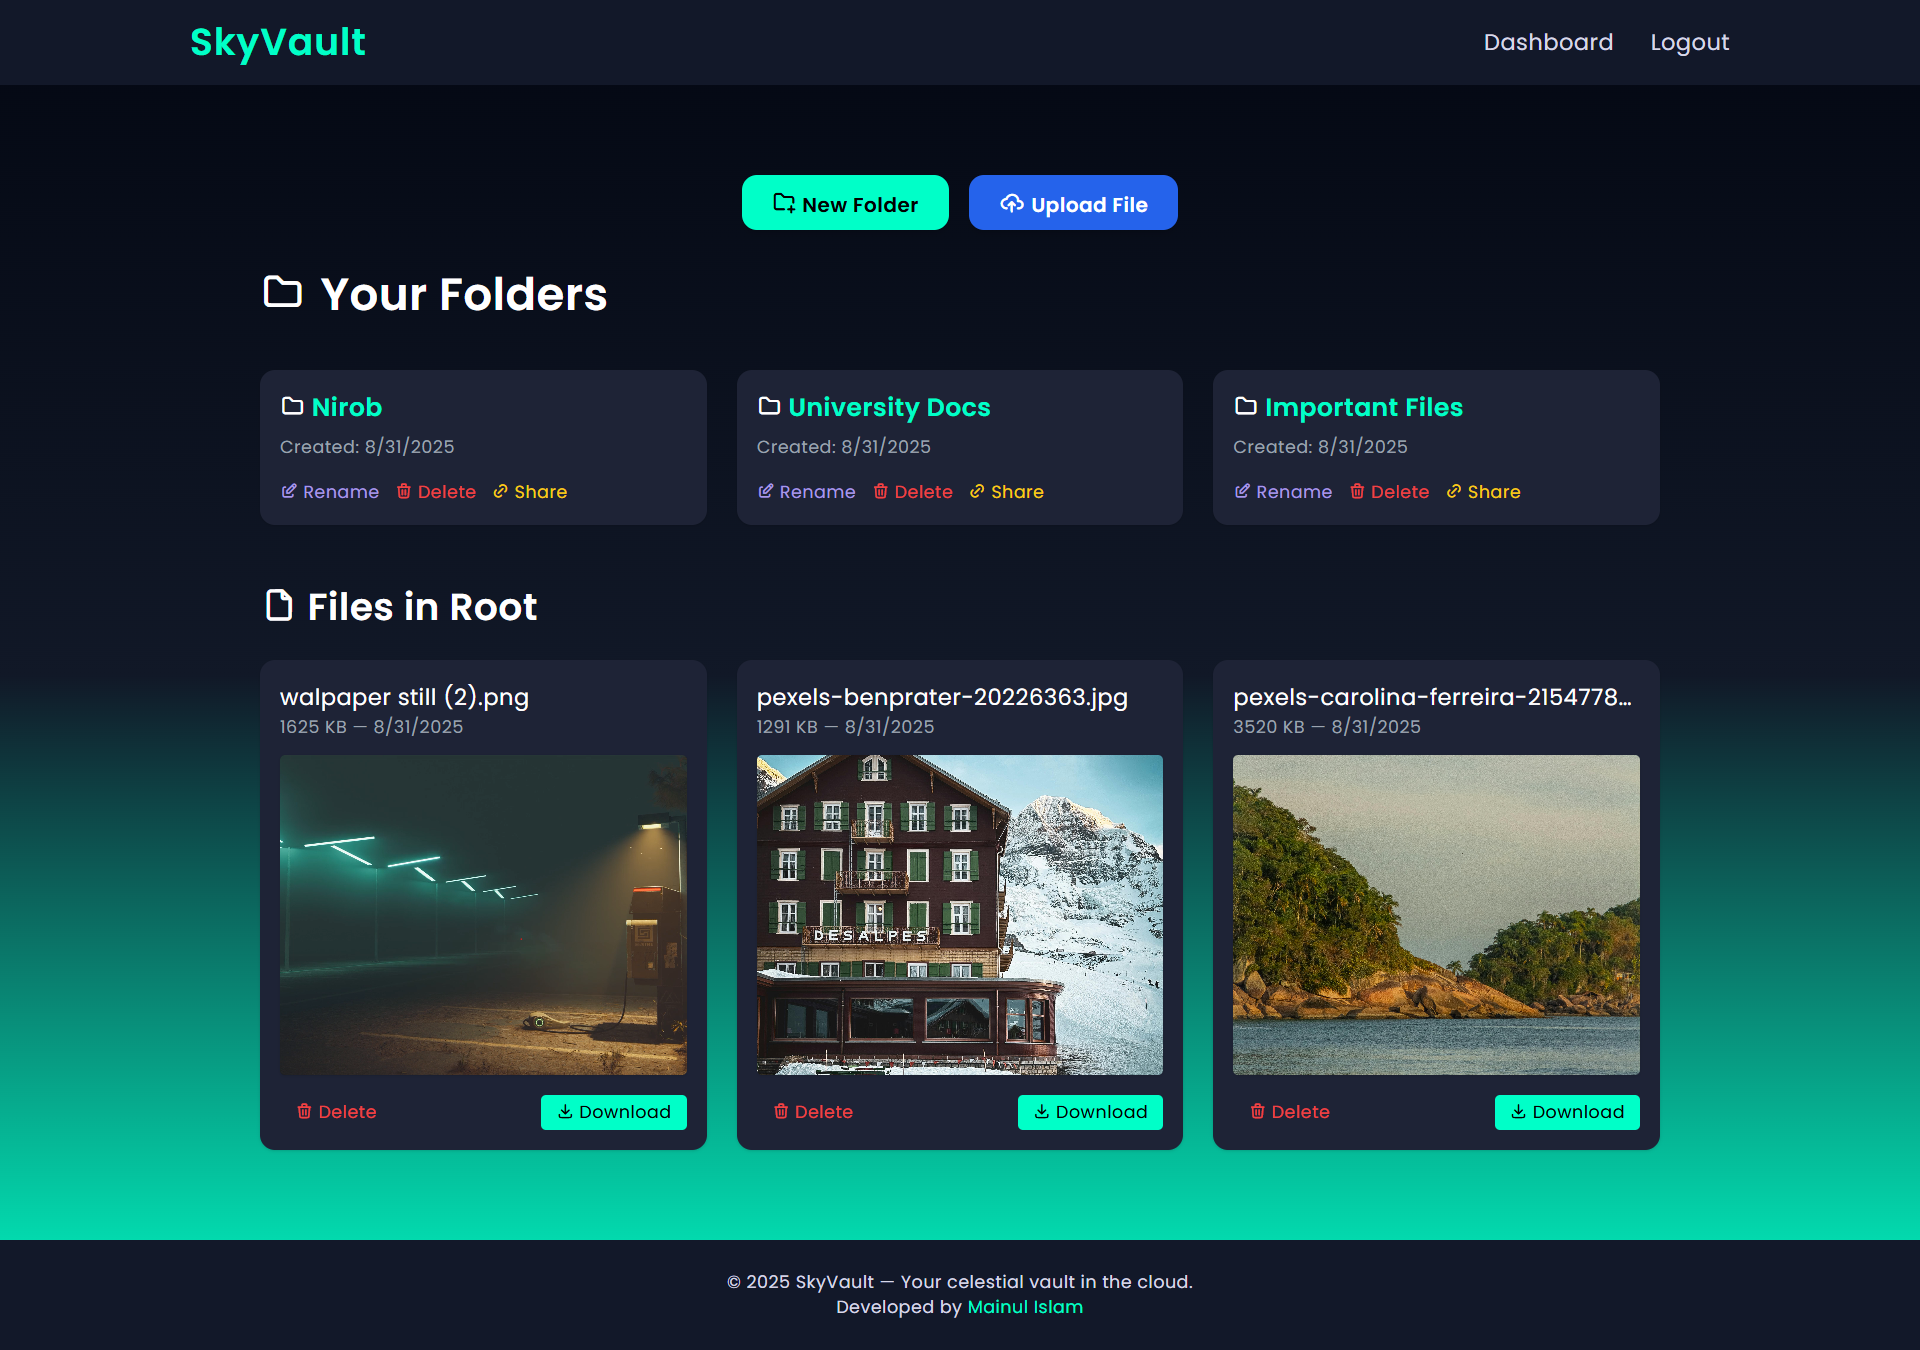 SkyVault
Dashboard Logout
New Folder Upload File
Your Folders
Nirob
Created: 8/31/2025
Rename Delete Share
University Docs
Created: 8/31/2025
Rename Delete Share
Important Files
Created: 8/31/2025
Rename Delete Share
Files in Root
walpaper still (2).png
1625 KB — 8/31/2025
Delete Download
pexels-benprater-20226363.jpg
1291 KB — 8/31/2025
DESALPES
Delete Download
pexels-carolina-ferreira-2154778...
3520 KB — 8/31/2025
Delete Download
© 2025 SkyVault — Your celestial vault in the cloud.
Developed by Mainul Islam